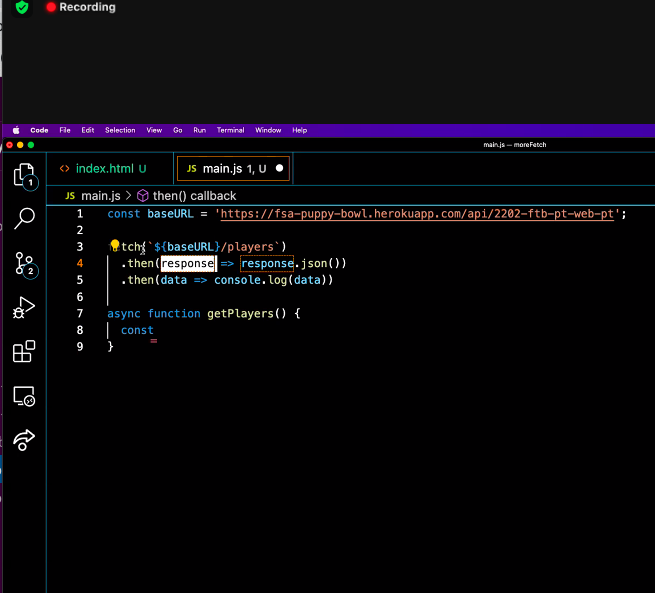 Recording
Code File Edit Selection View Go Run Terminal Window Help
main.js — moreFetch
<> index.html U JS main.js 1, U
JS main.js > then() callback
1 const baseURL = 'https://fsa-puppy-bowl.herokuapp.com/api/2202-ftb-pt-web-pt';
2
3 tch(`${baseURL}/players`)
4 .then(response => response.json())
5 .then(data => console.log(data))
6
7 async function getPlayers() {
8 const
9 }
1
2